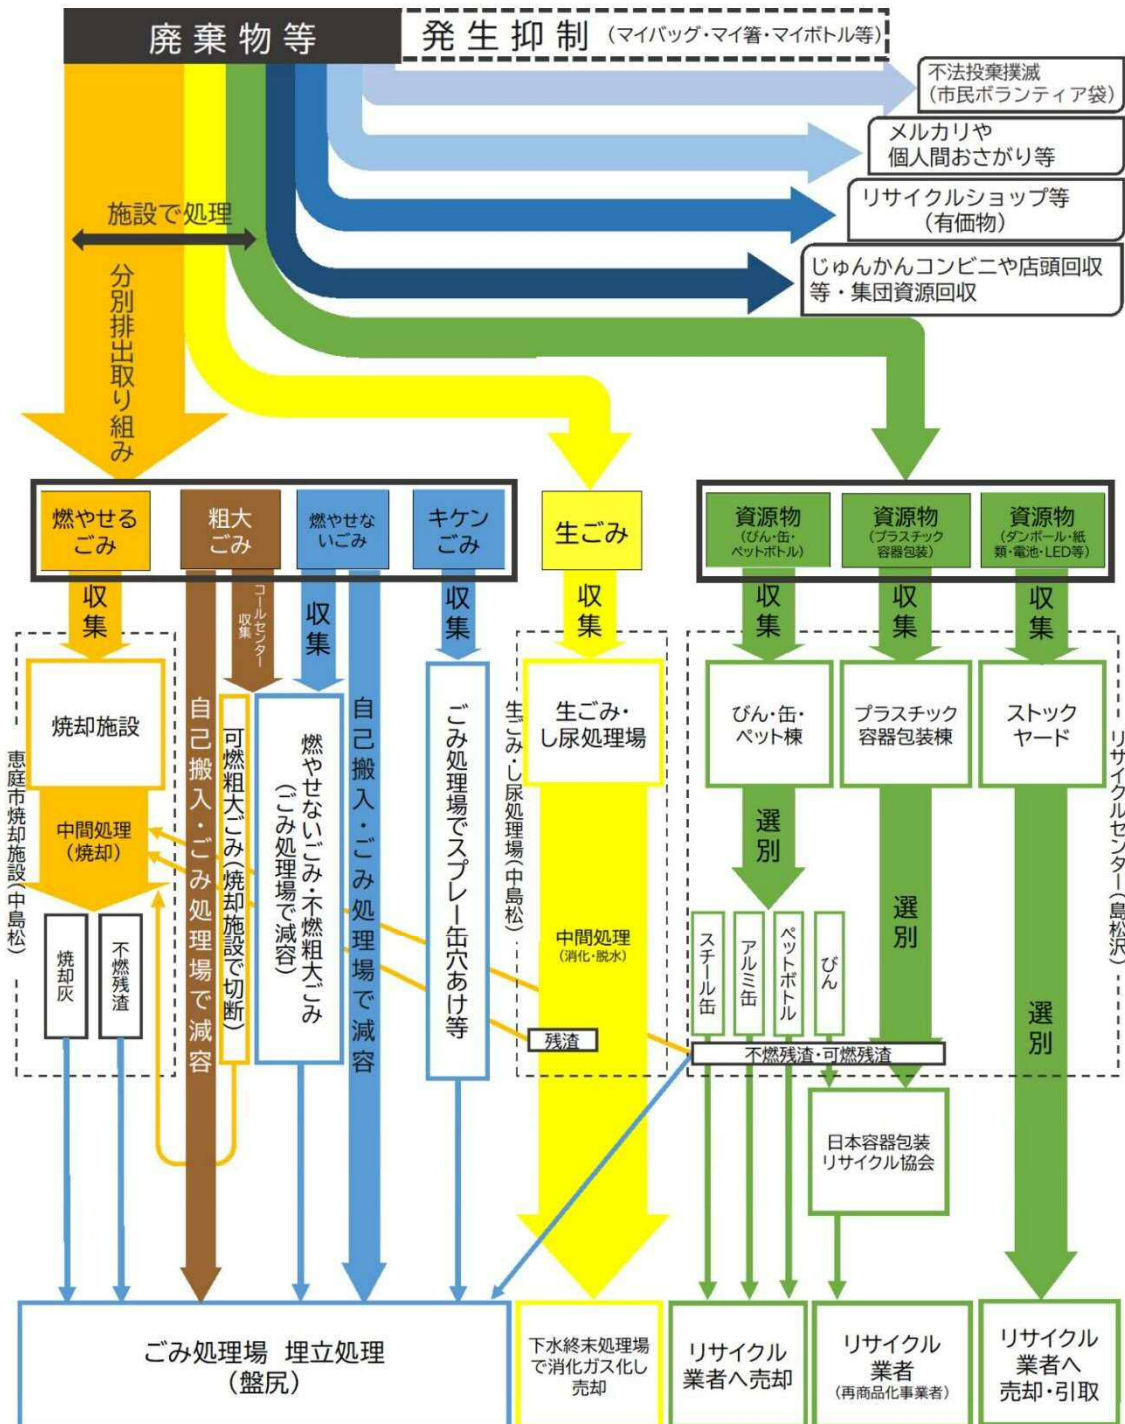 廃棄物等
発生抑制(マイバッグ・マイ箸・マイボトル等)
不法投棄撲滅
(市民ボランティア袋)
メルカリや
個人間おさがり等
リサイクルショップ等
(有価物)
じゅんかんコンビニや店頭回収
等・集団資源回収
施設で処理
分別排出取り組み
燃やせる
ごみ
粗大
ごみ
燃やせな
いごみ
キケン
ごみ
生ごみ
資源物
(びん・缶・
ペットボトル)
資源物
(プラスチック
容器包装)
資源物
(ダンボール・紙
類・電池・LED等)
収集
コールセンター
収集
収集
収集
収集
収集
収集
収集
恵庭市焼却施設(中島松)
焼却施設
中間処理
(焼却)
焼却灰
不燃残渣
自己搬入・ごみ処理場で減容
可燃粗大ごみ(焼却施設で切断)
燃やせないごみ・不燃粗大ごみ
(ごみ処理場で減容)
自己搬入・ごみ処理場で減容
ごみ処理場でスプレー缶穴あけ等
生ごみ・し尿処理場(中島松)
生ごみ・
し尿処理場
中間処理
(消化・脱水)
残渣
びん・缶・
ペット棟
プラスチック
容器包装棟
ストック
ヤード
リサイクルセンター(島松沢)
選別
選別
選別
スチール缶
アルミ缶
ペットボトル
びん
不燃残渣・可燃残渣
日本容器包装
リサイクル協会
ごみ処理場 埋立処理
(盤尻)
下水終末処理場
で消化ガス化し
売却
リサイクル
業者へ売却
リサイクル
業者
(再商品化事業者)
リサイクル
業者へ
売却・引取